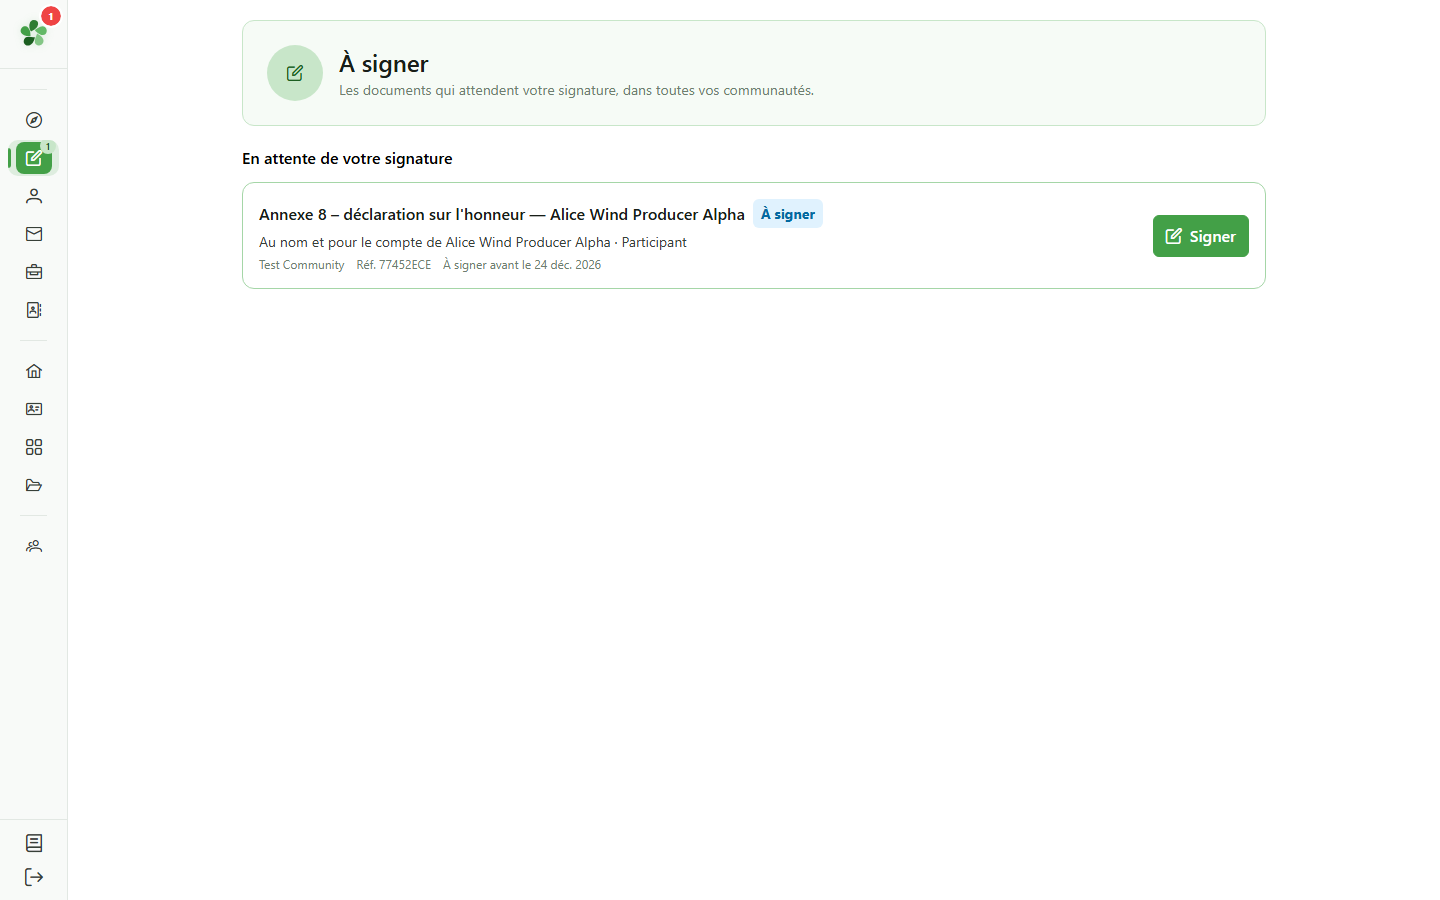 1
À signer
Les documents qui attendent votre signature, dans toutes vos communautés.
1
En attente de votre signature
Annexe 8 – déclaration sur l'honneur — Alice Wind Producer Alpha À signer
Au nom et pour le compte de Alice Wind Producer Alpha · Participant
Test Community Réf. 77452ECE À signer avant le 24 déc. 2026
Signer